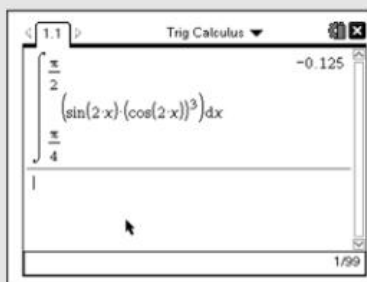 1.1 Trig Calculus
π/2 -0.125
∫ (sin(2·x)·(cos(2·x))³)dx
π/4
1/99